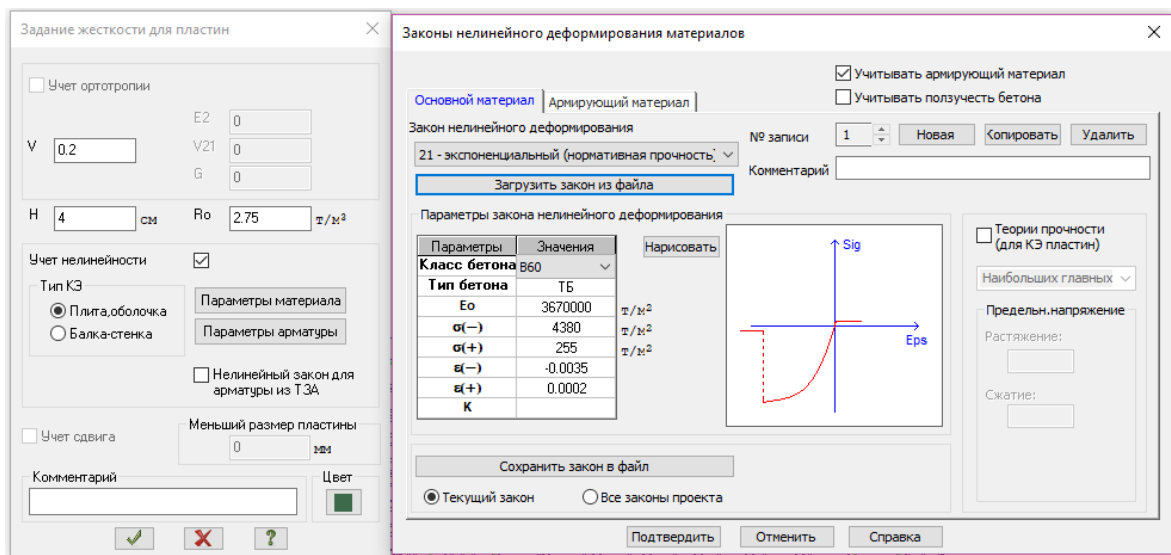 Задание жесткости для пластин
Учет ортотропии
E2 0
V 0.2
V21 0
G 0
H 4 см Ro 2.75 т/м³
Учет нелинейности
Тип КЭ
Плита,оболочка
Балка-стенка
Параметры материала
Параметры арматуры
Нелинейный закон для
арматуры из ТЗА
Учет сдвига
Меньший размер пластины
0 мм
Комментарий
Цвет
?
Законы нелинейного деформирования материалов
Учитывать армирующий материал
Учитывать ползучесть бетона
Основной материал Армирующий материал
Закон нелинейного деформирования
21 - экспоненциальный (нормативная прочность)
Загрузить закон из файла
№ записи 1 Новая Копировать Удалить
Комментарий
Параметры закона нелинейного деформирования
Параметры Значения
Класс бетона B60
Тип бетона ТБ
Eo 3670000 т/м²
σ(−) 4380 т/м²
σ(+) 255 т/м²
ε(−) -0.0035
ε(+) 0.0002
K
Нарисовать
Sig
Eps
Теории прочности
(для КЭ пластин)
Наибольших главных
Предельн.напряжение
Растяжение:
Сжатие:
Сохранить закон в файл
Текущий закон Все законы проекта
Подтвердить Отменить Справка